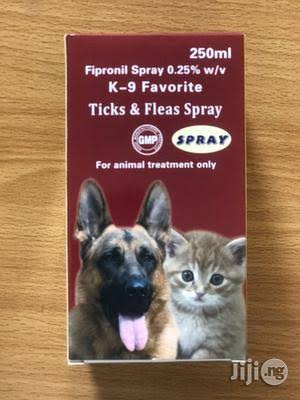 250ml
Fipronil Spray 0.25% w/v
K-9 Favorite
Ticks & Fleas Spray
GMP
SPRAY
For animal treatment only
Jiji.ng